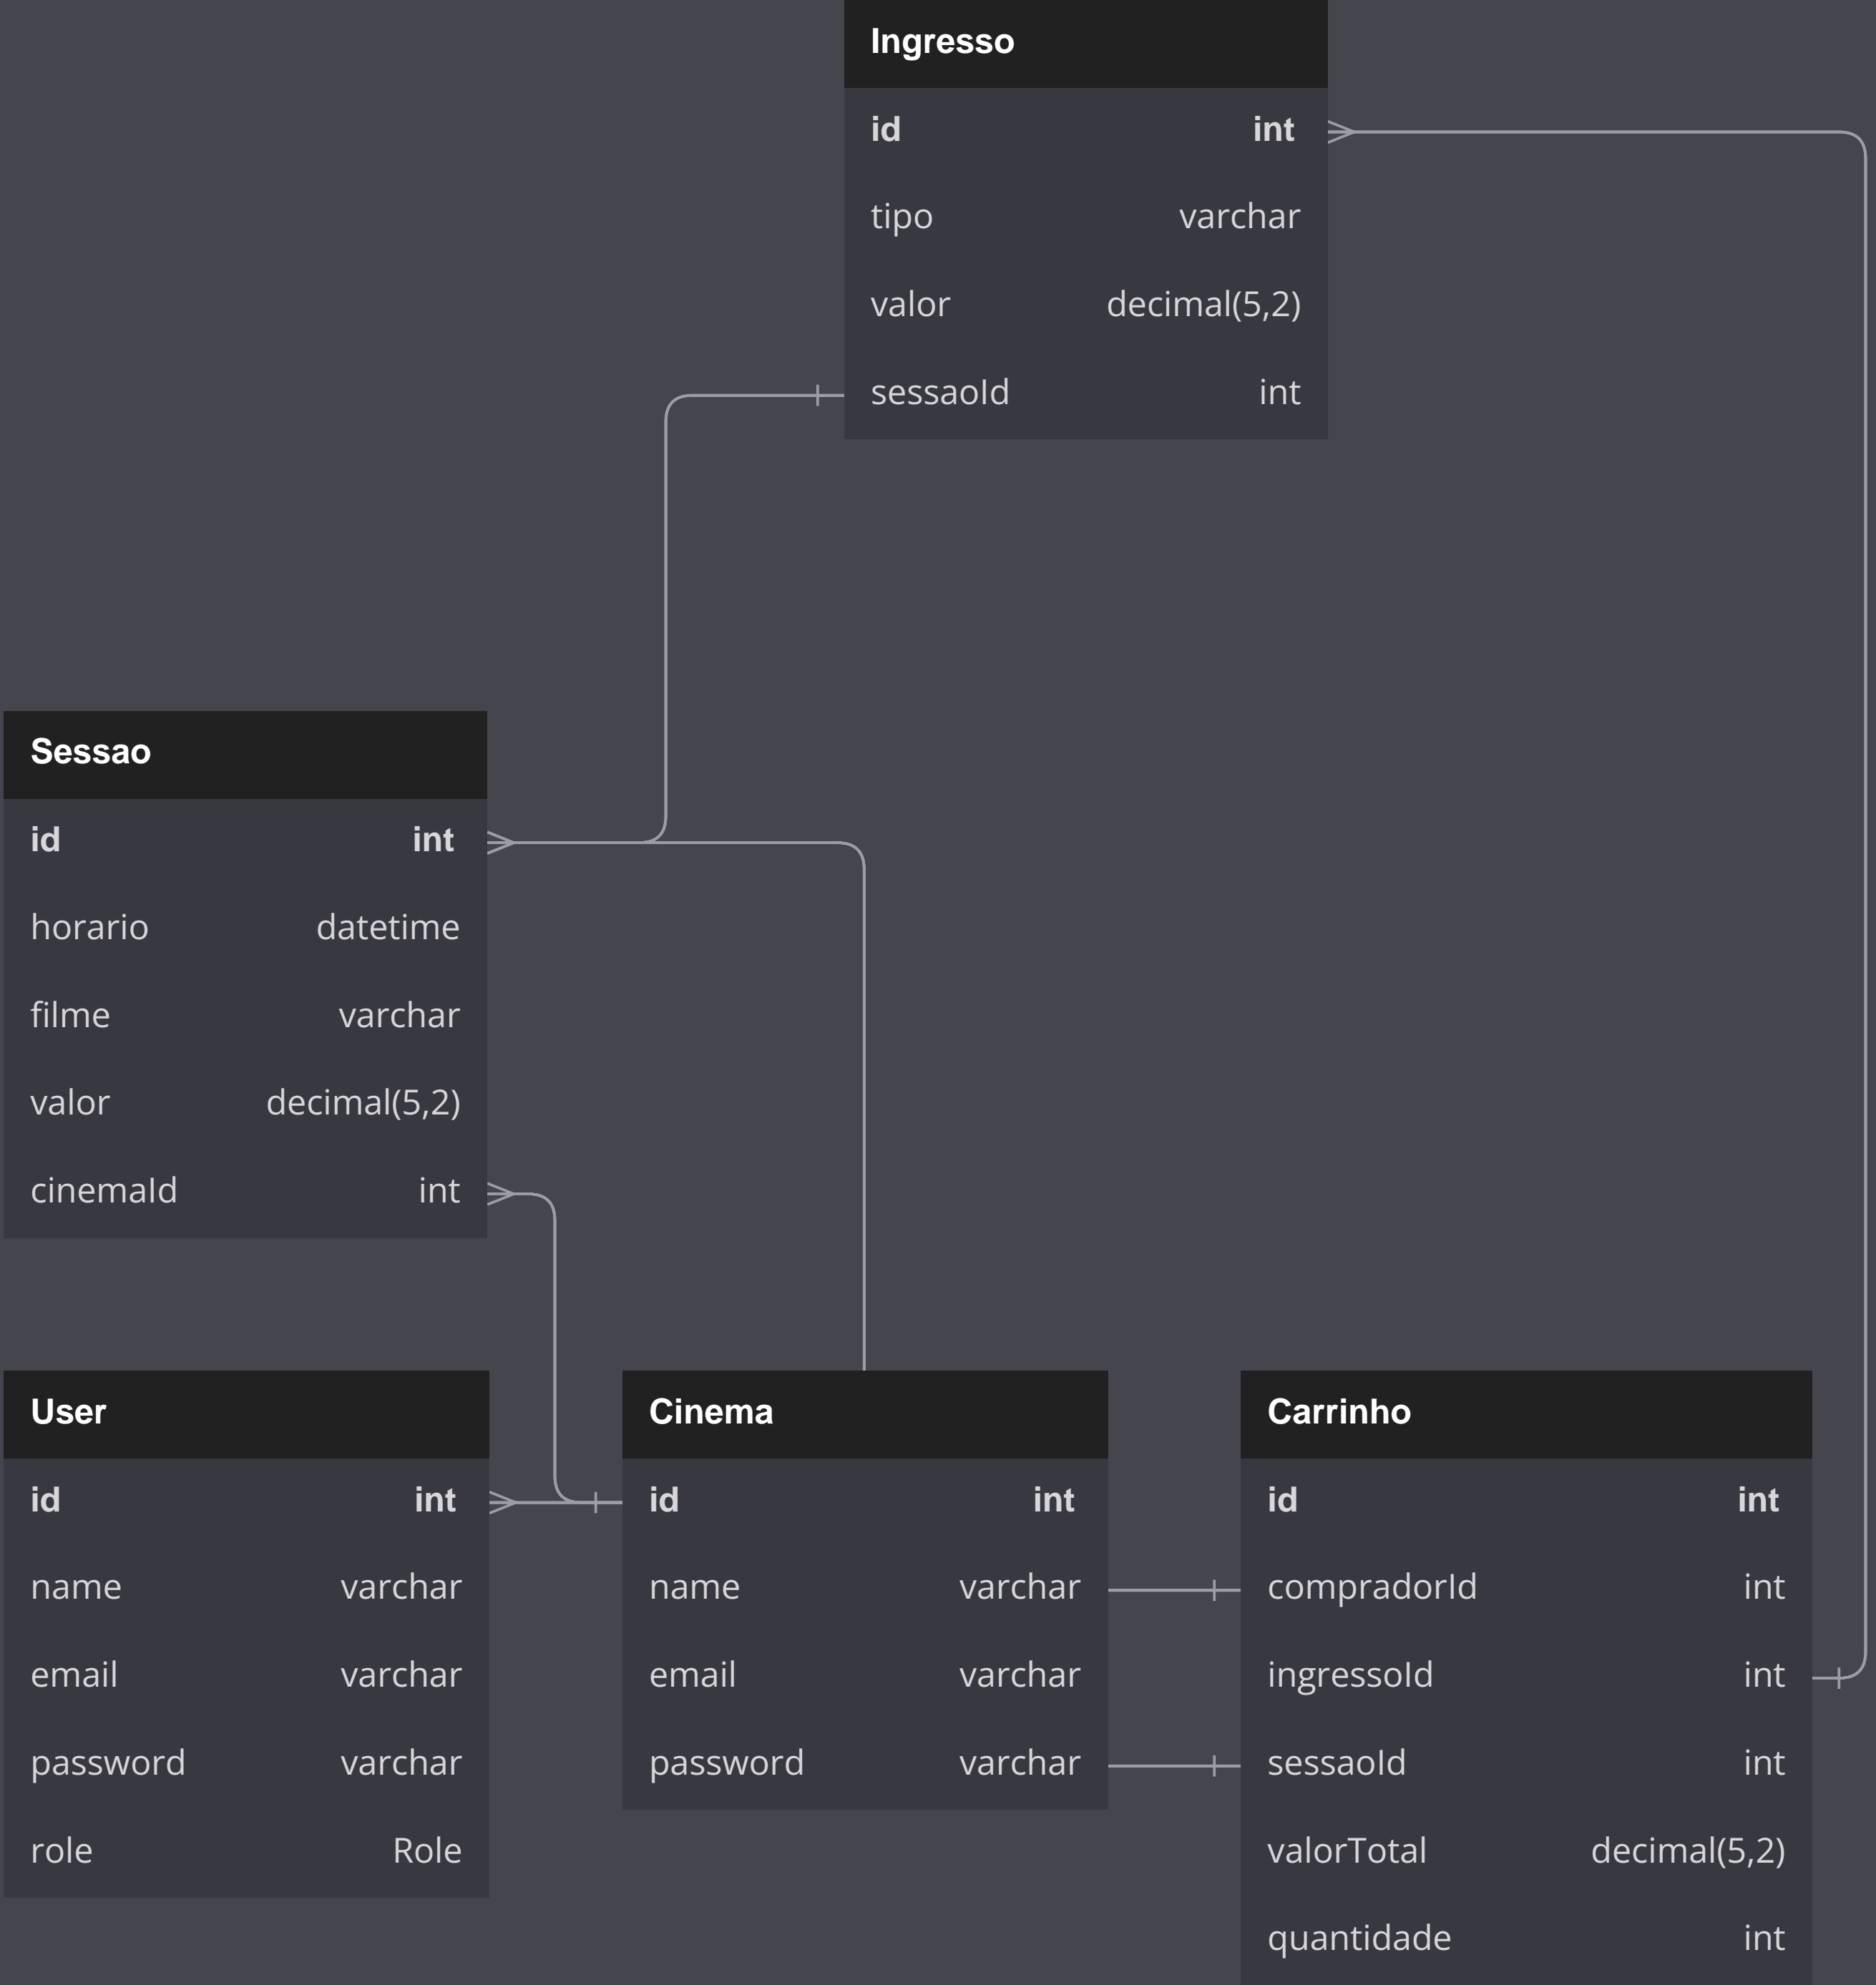 Ingresso
id int
tipo varchar
valor decimal(5,2)
sessaoId int
Sessao
id int
horario datetime
filme varchar
valor decimal(5,2)
cinemaId int
User
id int
name varchar
email varchar
password varchar
role Role
Cinema
id int
name varchar
email varchar
password varchar
Carrinho
id int
compradorId int
ingressoId int
sessaoId int
valorTotal decimal(5,2)
quantidade int